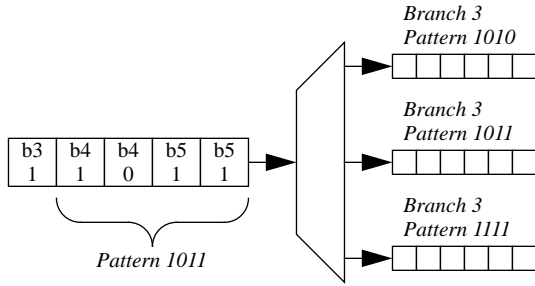 Branch 3
Pattern 1010
b3 b4 b4 b5 b5
1 1 0 1 1
Pattern 1011
Branch 3
Pattern 1011
Branch 3
Pattern 1111